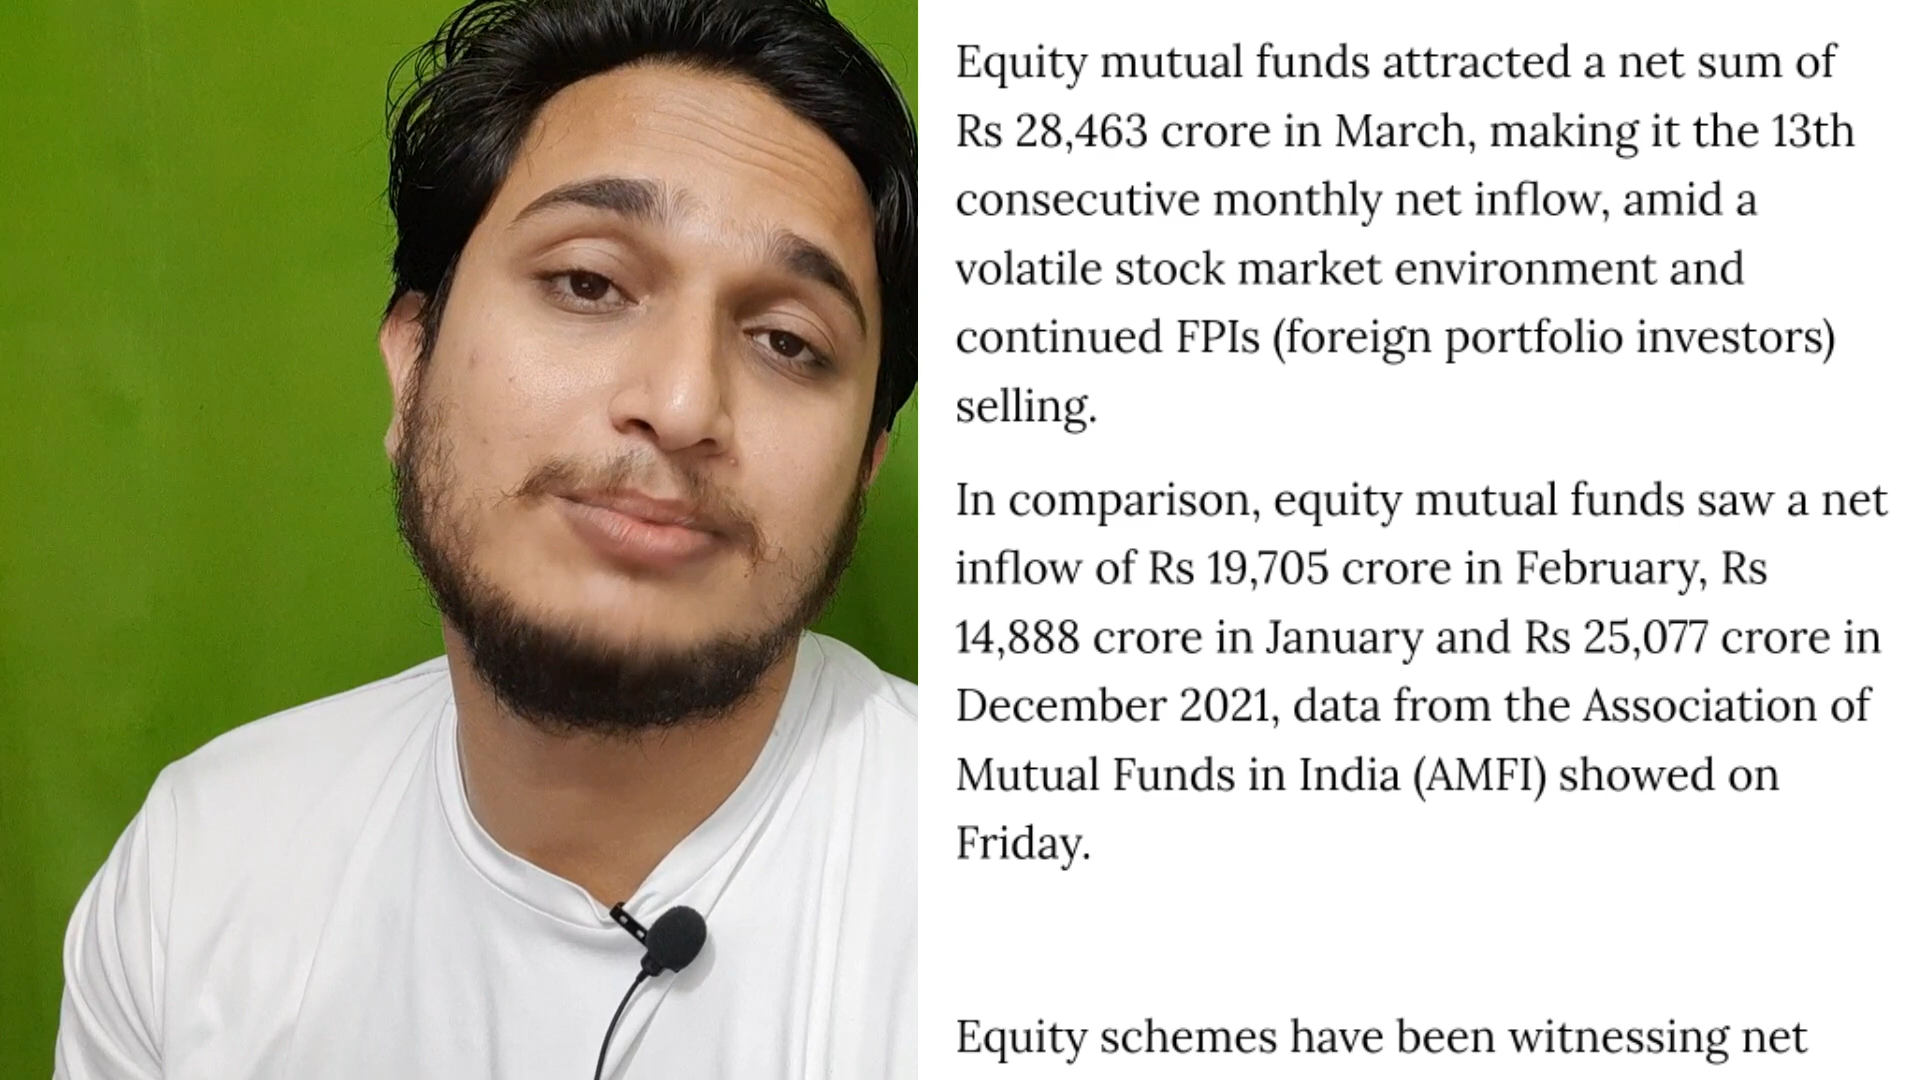 Equity mutual funds attracted a net sum of
Rs 28,463 crore in March, making it the 13th
consecutive monthly net inflow, amid a
volatile stock market environment and
continued FPIs (foreign portfolio investors)
selling.
In comparison, equity mutual funds saw a net
inflow of Rs 19,705 crore in February, Rs
14,888 crore in January and Rs 25,077 crore in
December 2021, data from the Association of
Mutual Funds in India (AMFI) showed on
Friday.
Equity schemes have been witnessing net